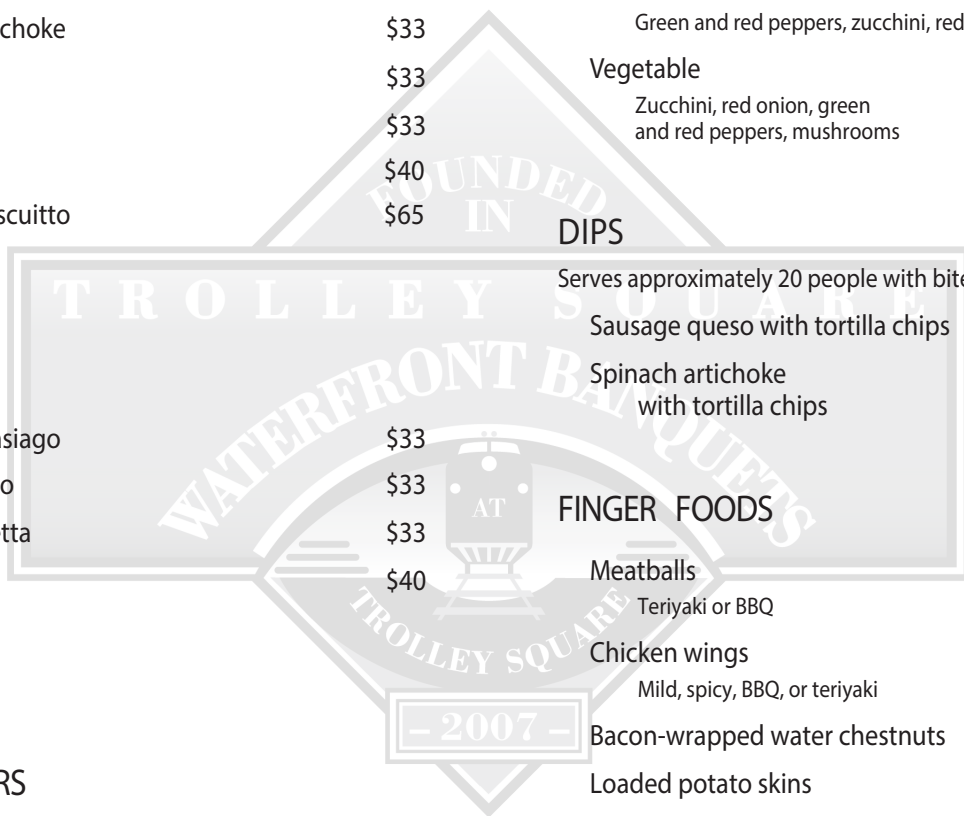 choke $33
$33
$33
$40
scuitto $65
siago $33
o $33
tta $33
$40
RS
Green and red peppers, zucchini, red
Vegetable
Zucchini, red onion, green
and red peppers, mushrooms
DIPS
Serves approximately 20 people with bite
Sausage queso with tortilla chips
Spinach artichoke
with tortilla chips
FINGER FOODS
Meatballs
Teriyaki or BBQ
Chicken wings
Mild, spicy, BBQ, or teriyaki
Bacon-wrapped water chestnuts
Loaded potato skins
FOUNDED
IN
TROLLEY SQUARE
WATERFRONT BANQUETS
AT
TROLLEY SQUARE
– 2007 –